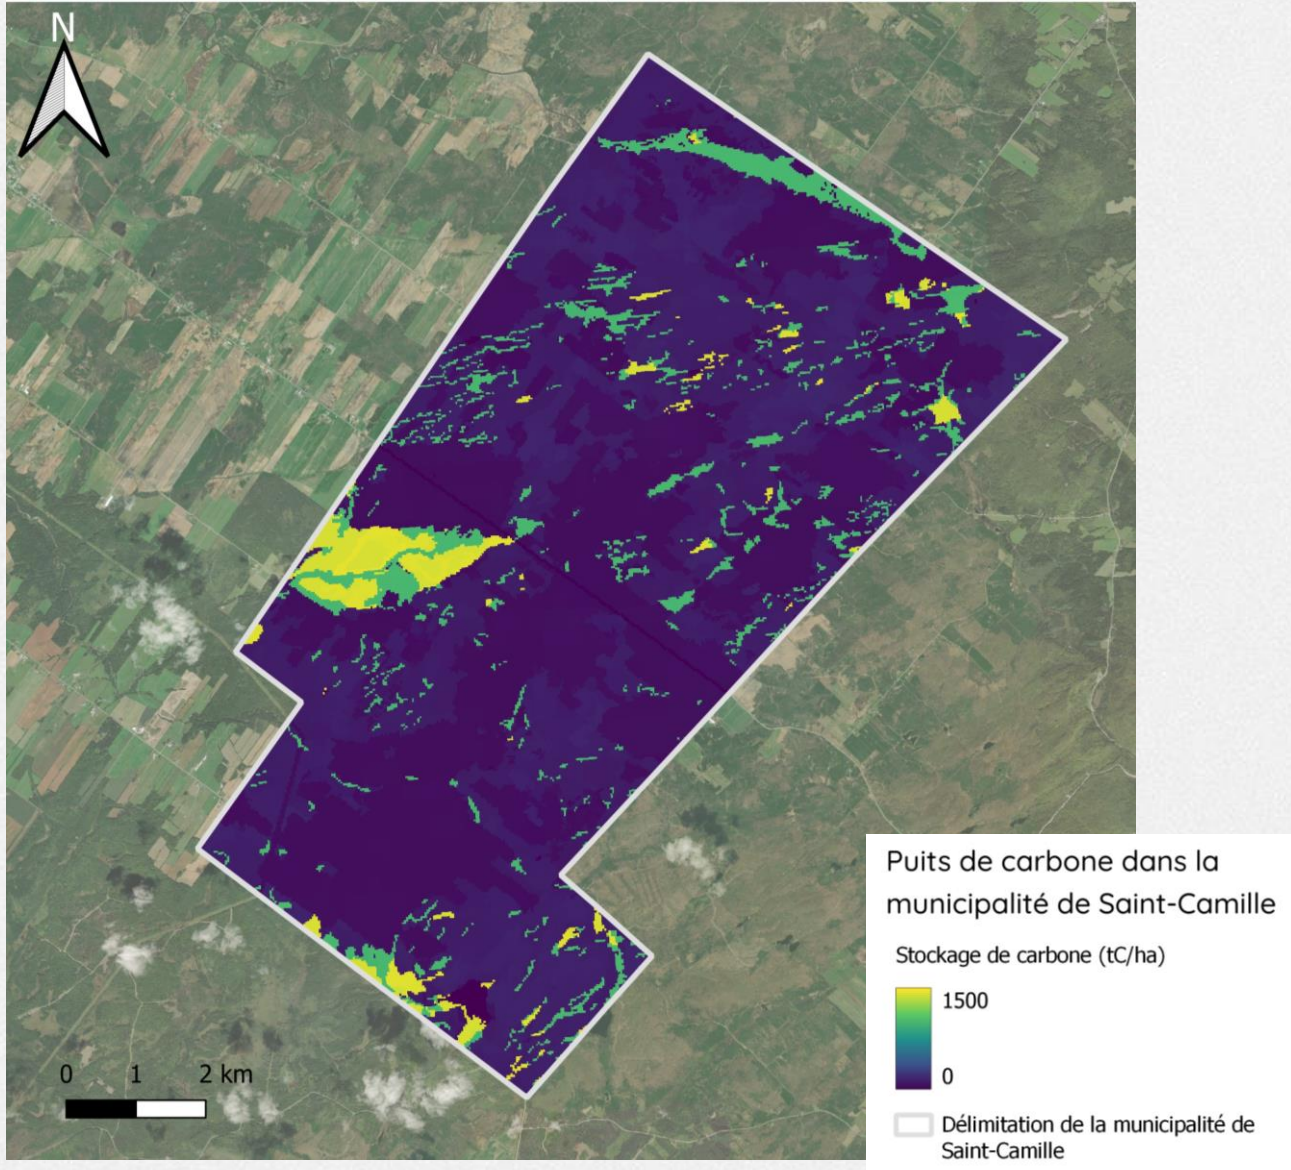 N
0 1 2 km
Puits de carbone dans la
municipalité de Saint-Camille
Stockage de carbone (tC/ha)
1500
0
Délimitation de la municipalité de
Saint-Camille